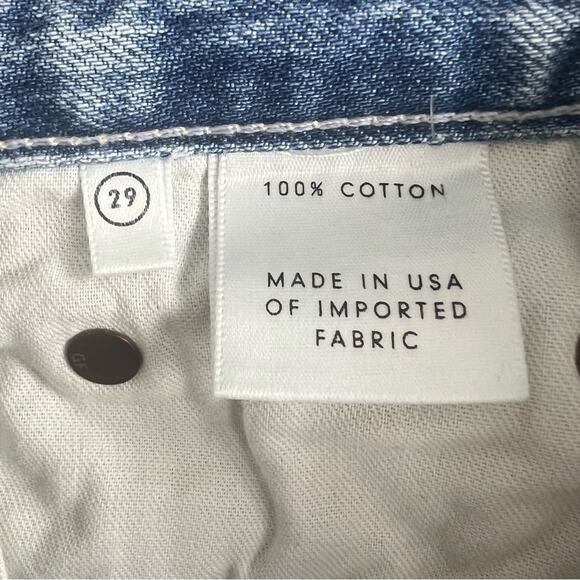 29
100% COTTON
MADE IN USA
OF IMPORTED
FABRIC